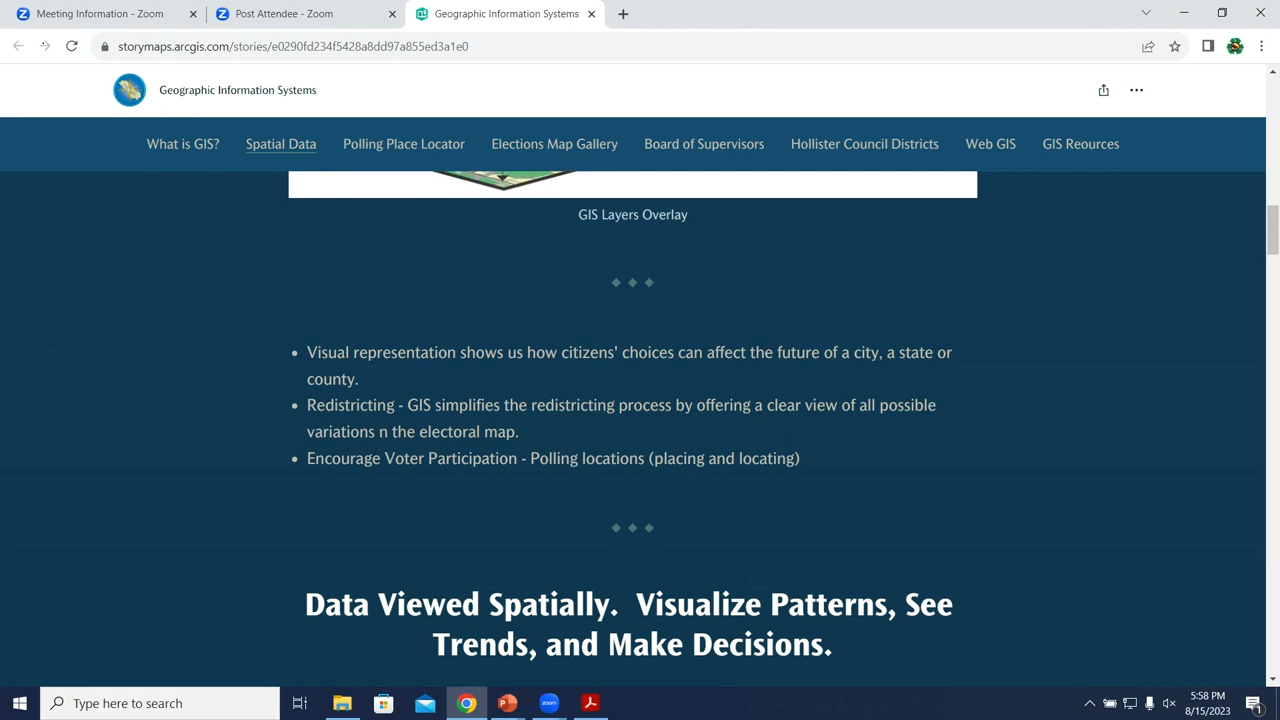 Meeting Information - Zoom
Post Attendee - Zoom
Geographic Information Systems
storymaps.arcgis.com/stories/e0290fd234f5428a8dd97a855ed3a1e0
Geographic Information Systems
What is GIS? Spatial Data Polling Place Locator Elections Map Gallery Board of Supervisors Hollister Council Districts Web GIS GIS Reources
GIS Layers Overlay
• Visual representation shows us how citizens' choices can affect the future of a city, a state or
county.
• Redistricting - GIS simplifies the redistricting process by offering a clear view of all possible
variations n the electoral map.
• Encourage Voter Participation - Polling locations (placing and locating)
Data Viewed Spatially. Visualize Patterns, See
Trends, and Make Decisions.
Type here to search
zoom
5:58 PM
8/15/2023
1